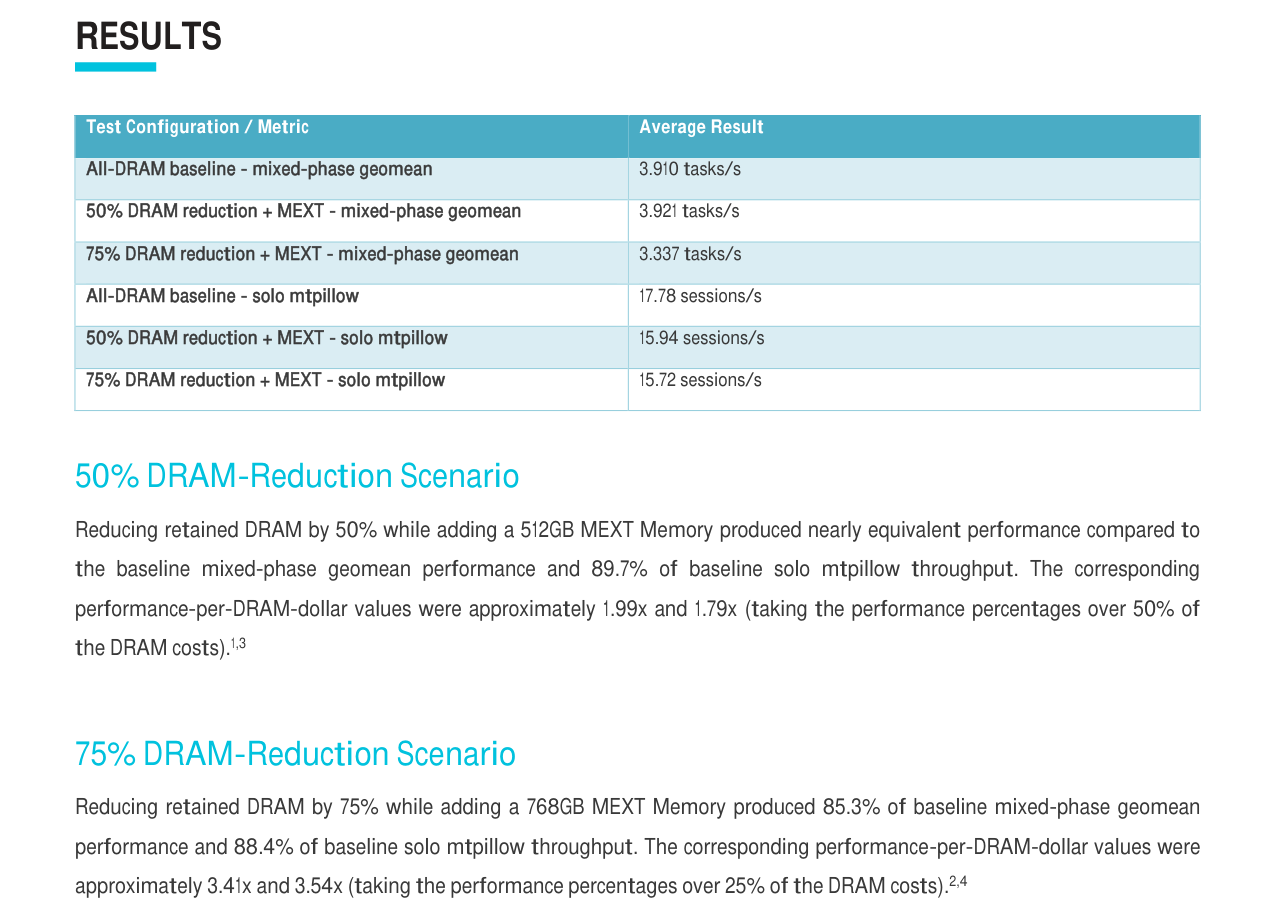 RESULTS
Test Configuration / Metric
Average Result
All-DRAM baseline - mixed-phase geomean
3.910 tasks/s
50% DRAM reduction + MEXT - mixed-phase geomean
3.921 tasks/s
75% DRAM reduction + MEXT - mixed-phase geomean
3.337 tasks/s
All-DRAM baseline - solo mtpillow
17.78 sessions/s
50% DRAM reduction + MEXT - solo mtpillow
15.94 sessions/s
75% DRAM reduction + MEXT - solo mtpillow
15.72 sessions/s
50% DRAM-Reduction Scenario
Reducing retained DRAM by 50% while adding a 512GB MEXT Memory produced nearly equivalent performance compared to
the baseline mixed-phase geomean performance and 89.7% of baseline solo mtpillow throughput. The corresponding
performance-per-DRAM-dollar values were approximately 1.99x and 1.79x (taking the performance percentages over 50% of
the DRAM costs).1,3
75% DRAM-Reduction Scenario
Reducing retained DRAM by 75% while adding a 768GB MEXT Memory produced 85.3% of baseline mixed-phase geomean
performance and 88.4% of baseline solo mtpillow throughput. The corresponding performance-per-DRAM-dollar values were
approximately 3.41x and 3.54x (taking the performance percentages over 25% of the DRAM costs).2,4